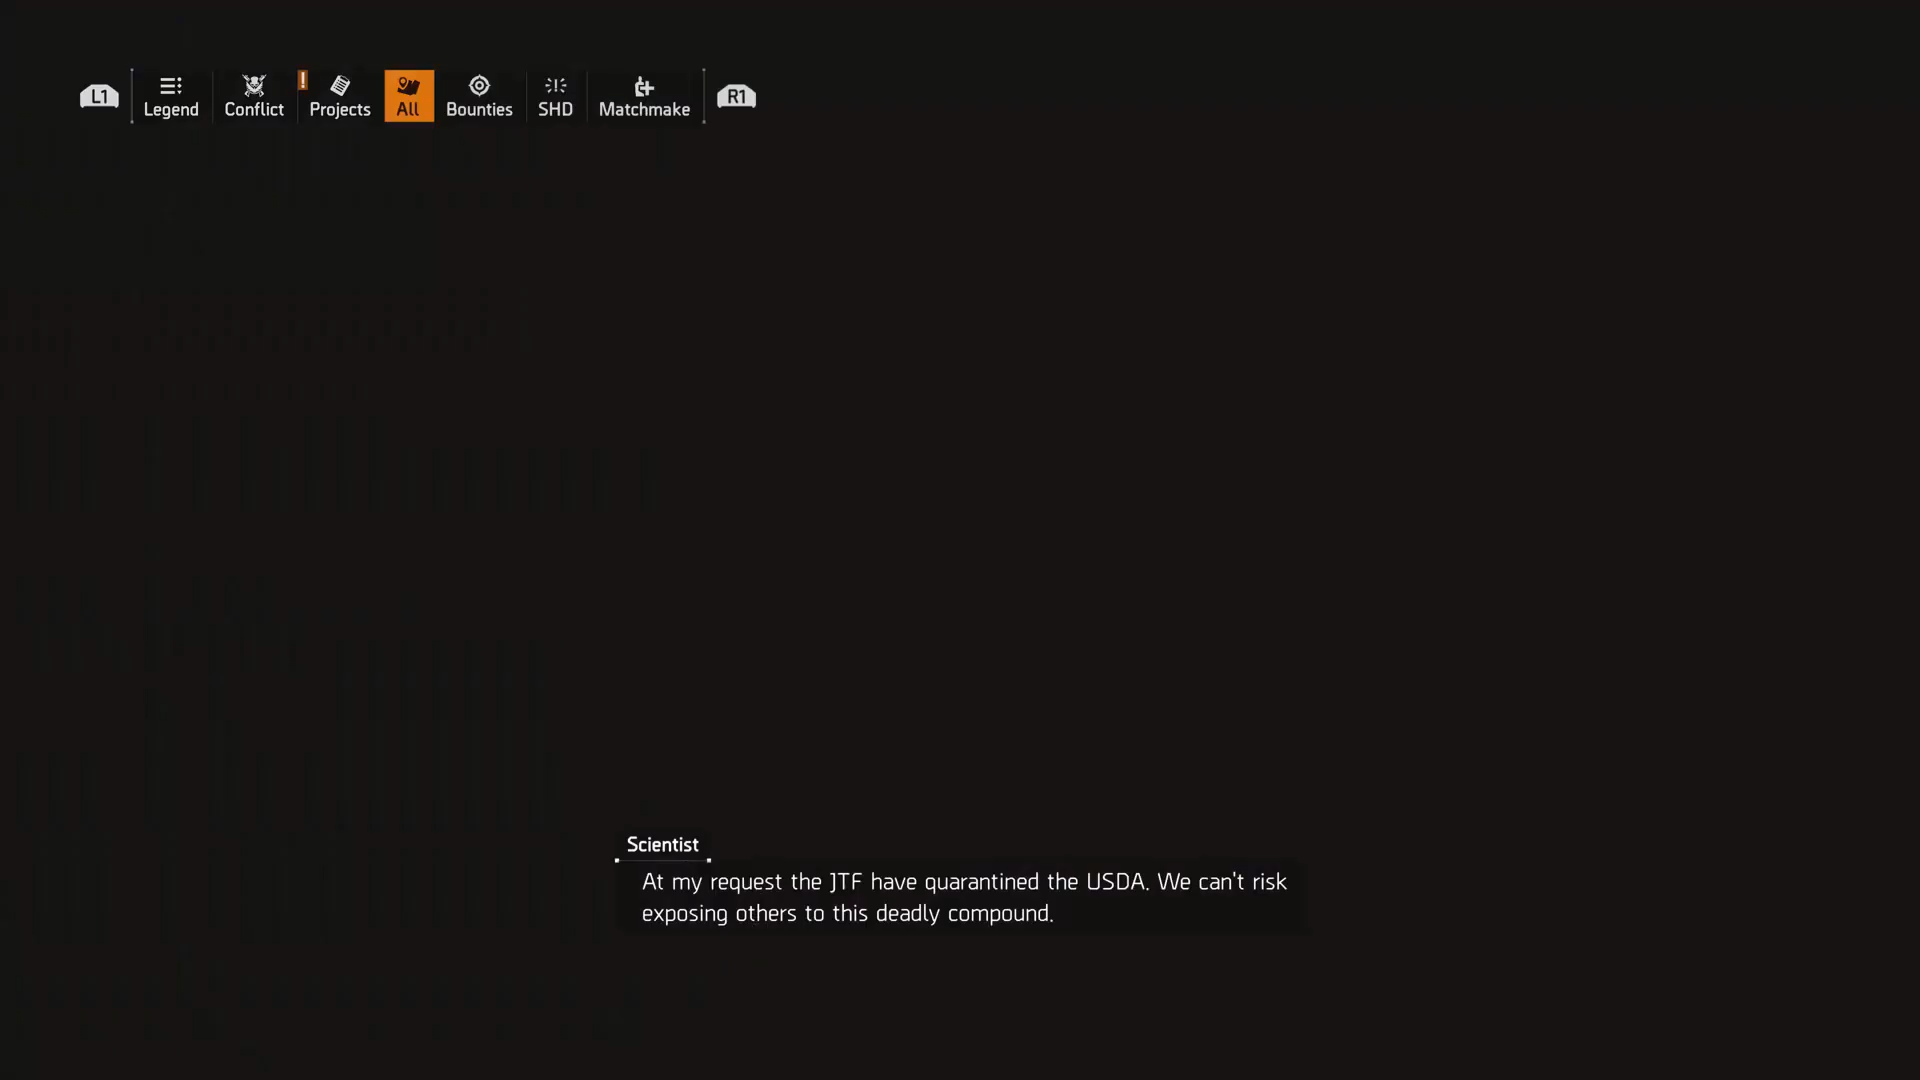 L1 Legend Conflict ! Projects All Bounties SHD Matchmake R1
Scientist
At my request the JTF have quarantined the USDA. We can't risk
exposing others to this deadly compound.